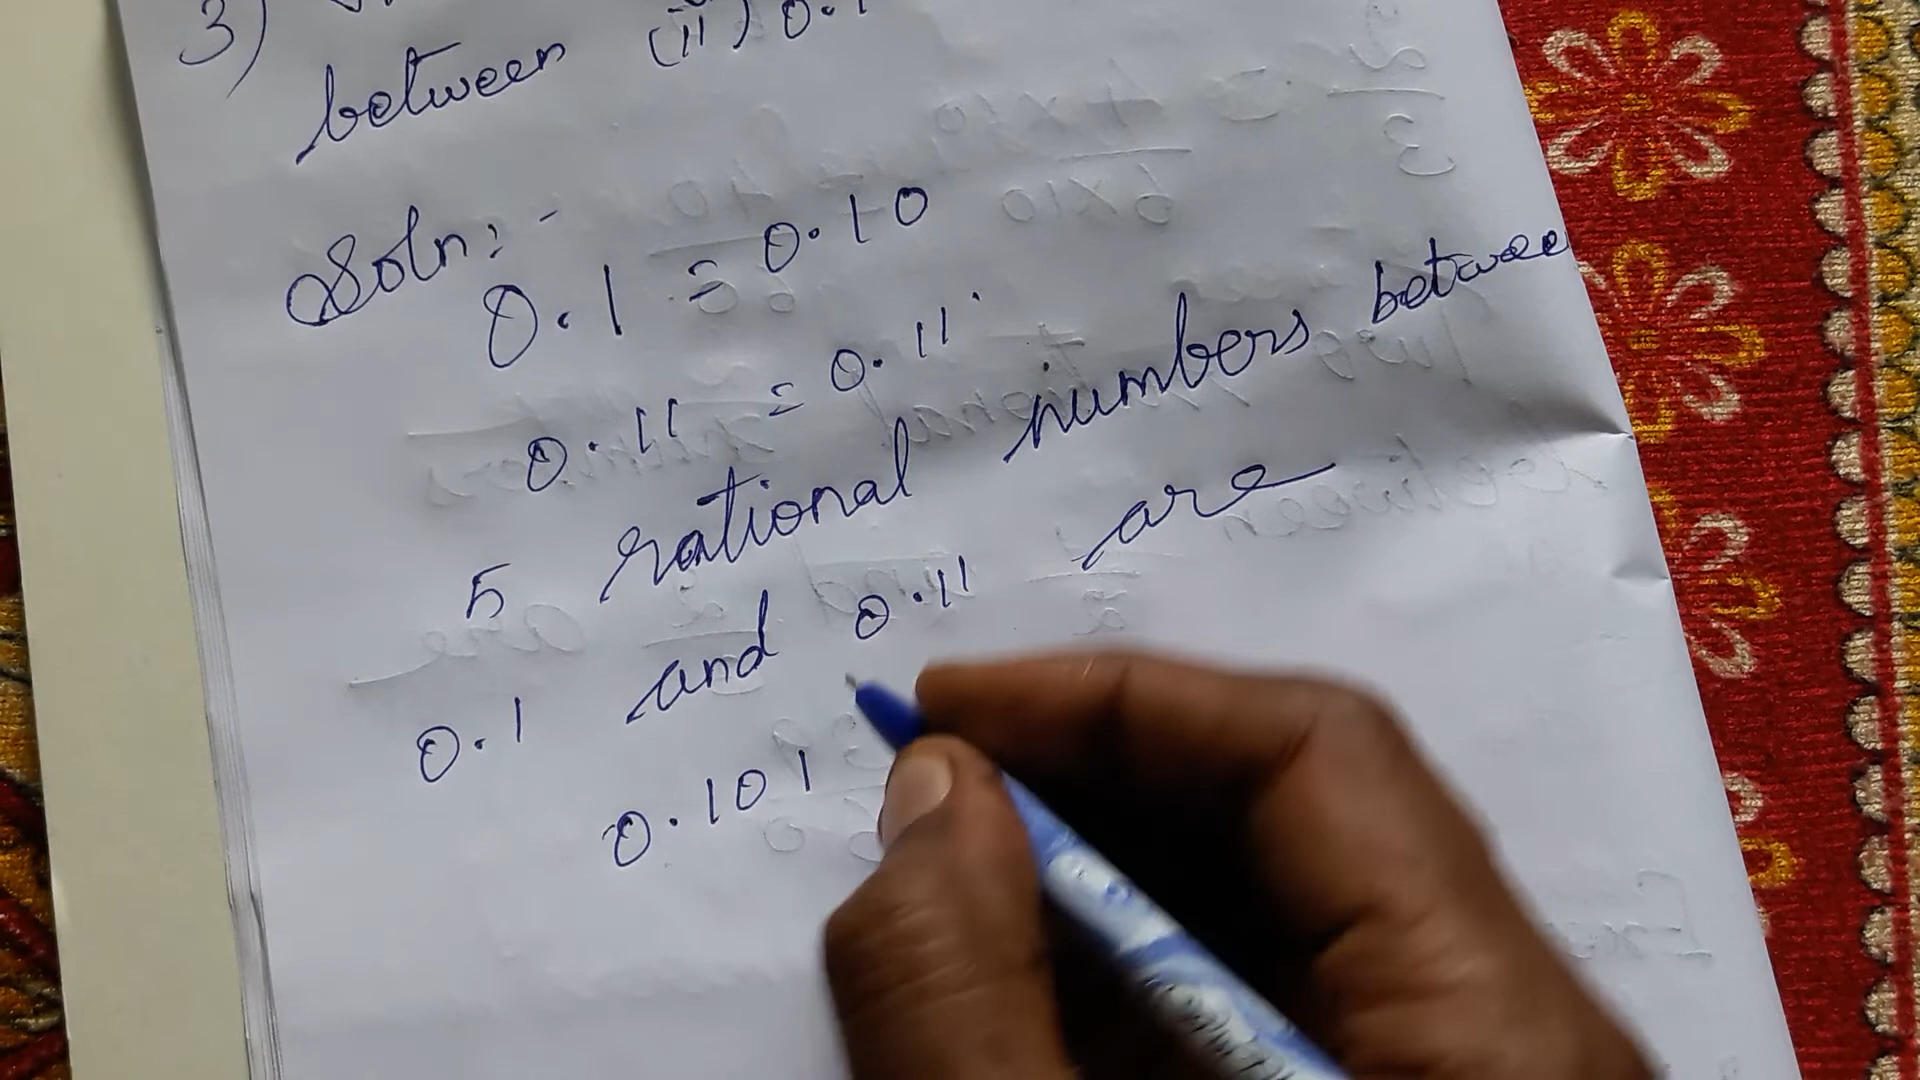 3)
between (ii) 0.1
Soln:-
0.1 = 0.10
0.11 = 0.11
5 rational numbers between
0.1 and 0.11 are
0.101